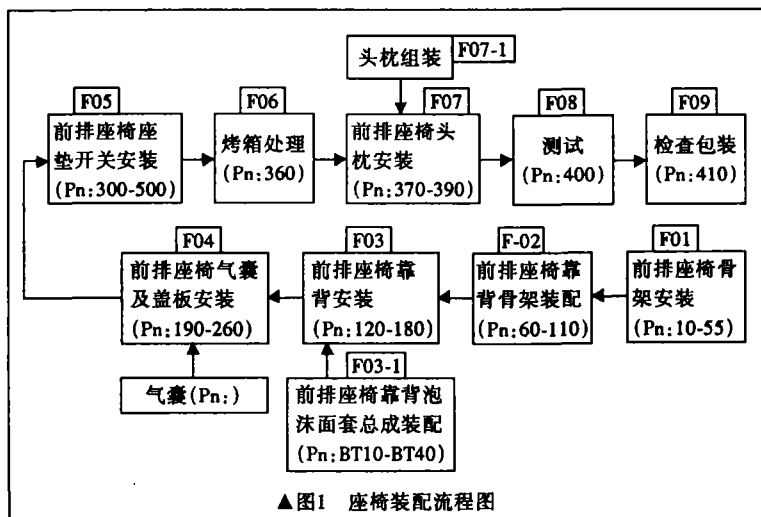 头枕组装
F07-1
F05
前排座椅座
垫开关安装
(Pn:300-500)
F06
烤箱处理
(Pn:360)
F07
前排座椅头
枕安装
(Pn:370-390)
F08
测试
(Pn:400)
F09
检查包装
(Pn:410)
F04
前排座椅气囊
及盖板安装
(Pn:190-260)
F03
前排座椅靠
背安装
(Pn:120-180)
F-02
前排座椅靠
背骨架装配
(Pn:60-110)
F01
前排座椅骨
架安装
(Pn:10-55)
气囊(Pn:)
F03-1
前排座椅靠背泡
沫面套总成装配
(Pn:BT10-BT40)
▲图1 座椅装配流程图